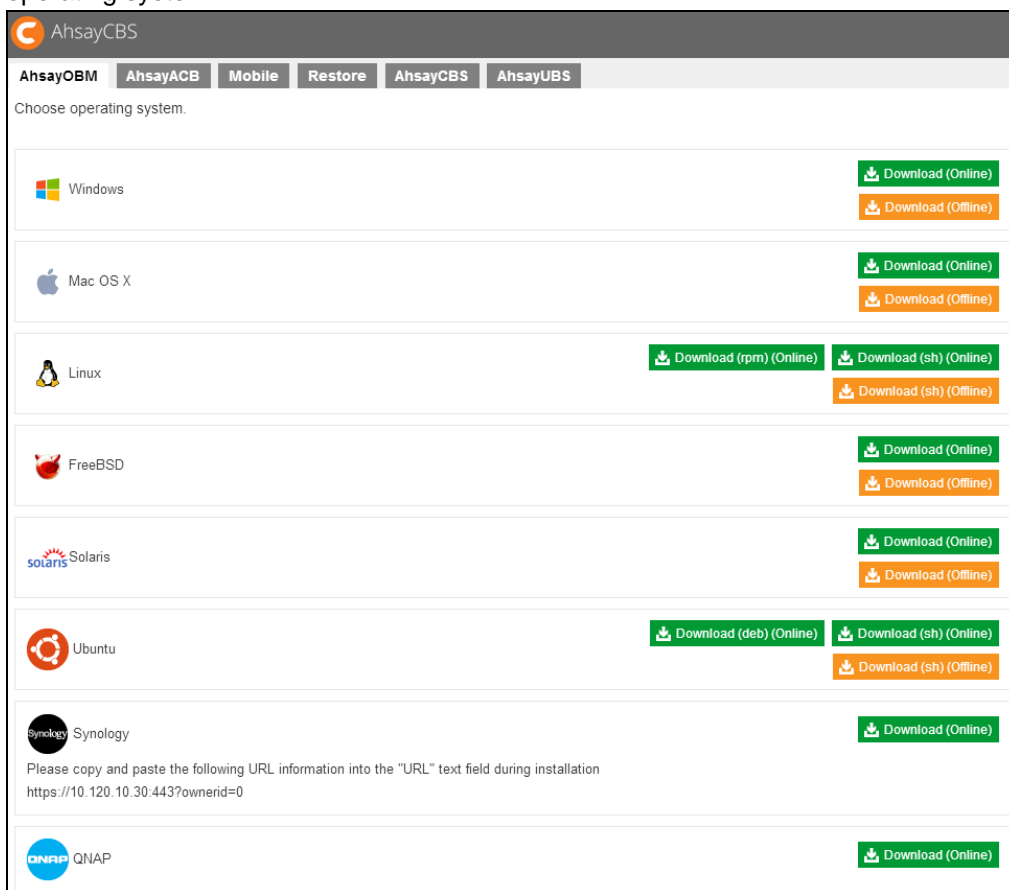 AhsayCBS
AhsayOBM AhsayACB Mobile Restore AhsayCBS AhsayUBS
Choose operating system.
Windows
Download (Online)
Download (Offline)
Mac OS X
Download (Online)
Download (Offline)
Linux
Download (rpm) (Online) Download (sh) (Online)
Download (sh) (Offline)
FreeBSD
Download (Online)
Download (Offline)
solaris Solaris
Download (Online)
Download (Offline)
Ubuntu
Download (deb) (Online) Download (sh) (Online)
Download (sh) (Offline)
Synology Synology
Download (Online)
Please copy and paste the following URL information into the "URL" text field during installation
https://10.120.10.30:443?ownerid=0
QNAP QNAP
Download (Online)